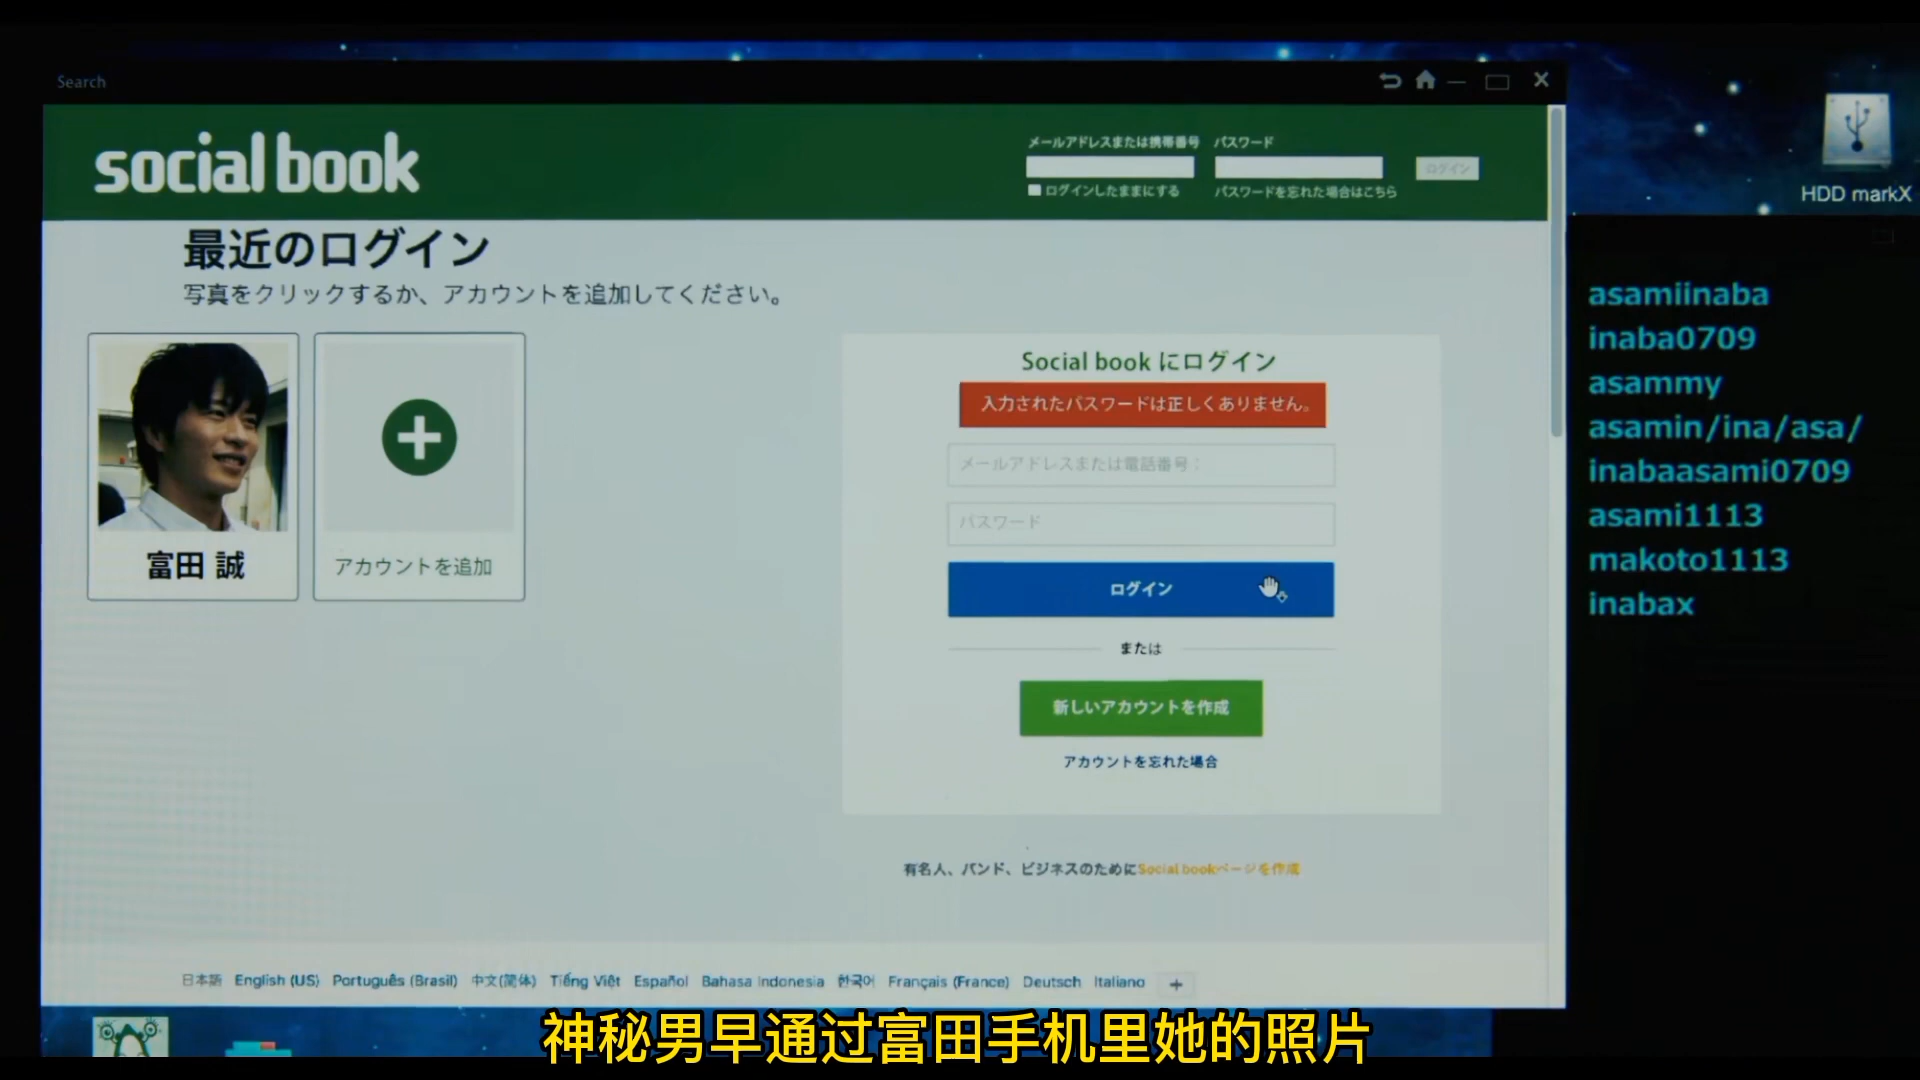 Search
social book
メールアドレスまたは携帯番号 パスワード
ログイン
ログインしたままにする パスワードを忘れた場合はこちら
HDD markX
最近のログイン
写真をクリックするか、アカウントを追加してください。
富田 誠
アカウントを追加
Social book にログイン
入力されたパスワードは正しくありません。
メールアドレスまたは電話番号：
パスワード
ログイン
または
新しいアカウントを作成
アカウントを忘れた場合
有名人、バンド、ビジネスのためにSocial bookページを作成
asamiinaba
inaba0709
asammy
asamin/ina/asa/
inabaasami0709
asami1113
makoto1113
inabax
日本語 English (US) Português (Brasil) 中文(简体) Tiếng Việt Español Bahasa Indonesia 한국어 Français (France) Deutsch Italiano +
神秘男早通过富田手机里她的照片